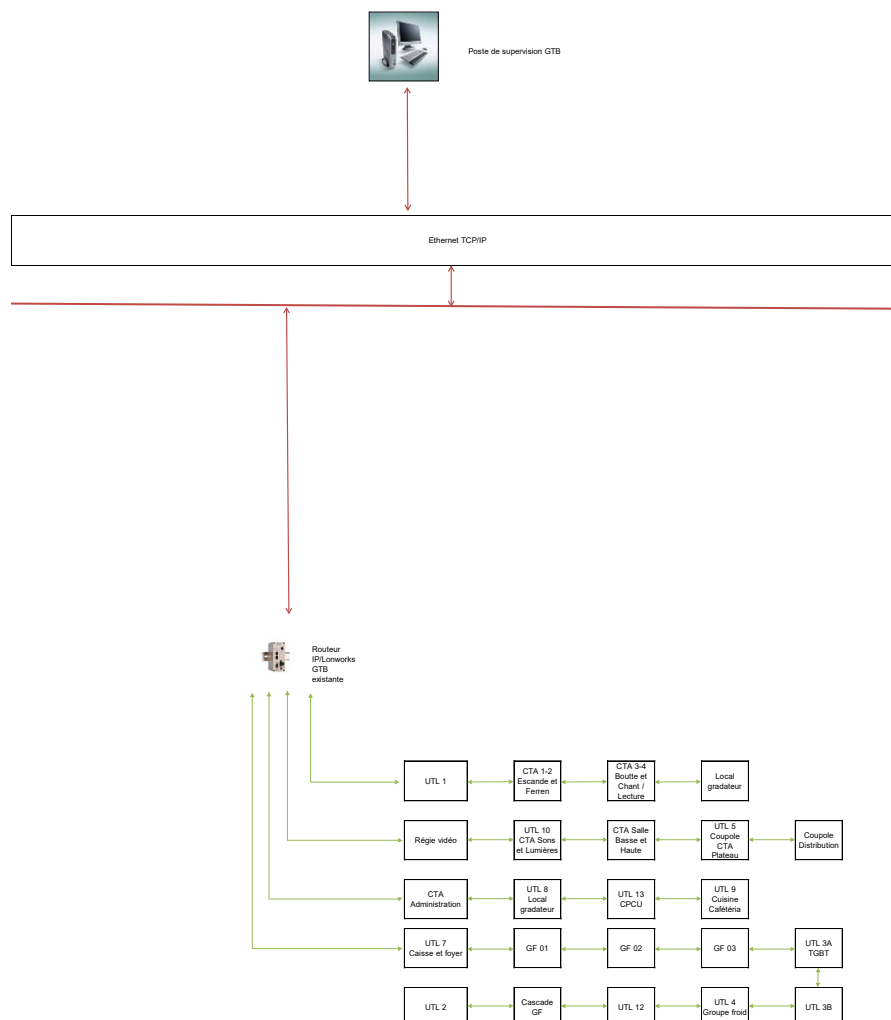 Poste de supervision GTB
Ethernet TCP/IP
Routeur
IP/Lonworks
GTB
existante
UTL 1
CTA 1-2
Escande et
Ferren
CTA 3-4
Boutte et
Chant /
Lecture
Local
gradateur
Régie vidéo
UTL 10
CTA Sons
et Lumières
CTA Salle
Basse et
Haute
UTL 5
Coupole
CTA
Plateau
Coupole
Distribution
CTA
Administration
UTL 8
Local
gradateur
UTL 13
CPCU
UTL 9
Cuisine
Cafétéria
UTL 7
Caisse et foyer
GF 01
GF 02
GF 03
UTL 3A
TGBT
UTL 2
Cascade
GF
UTL 12
UTL 4
Groupe froid
UTL 3B